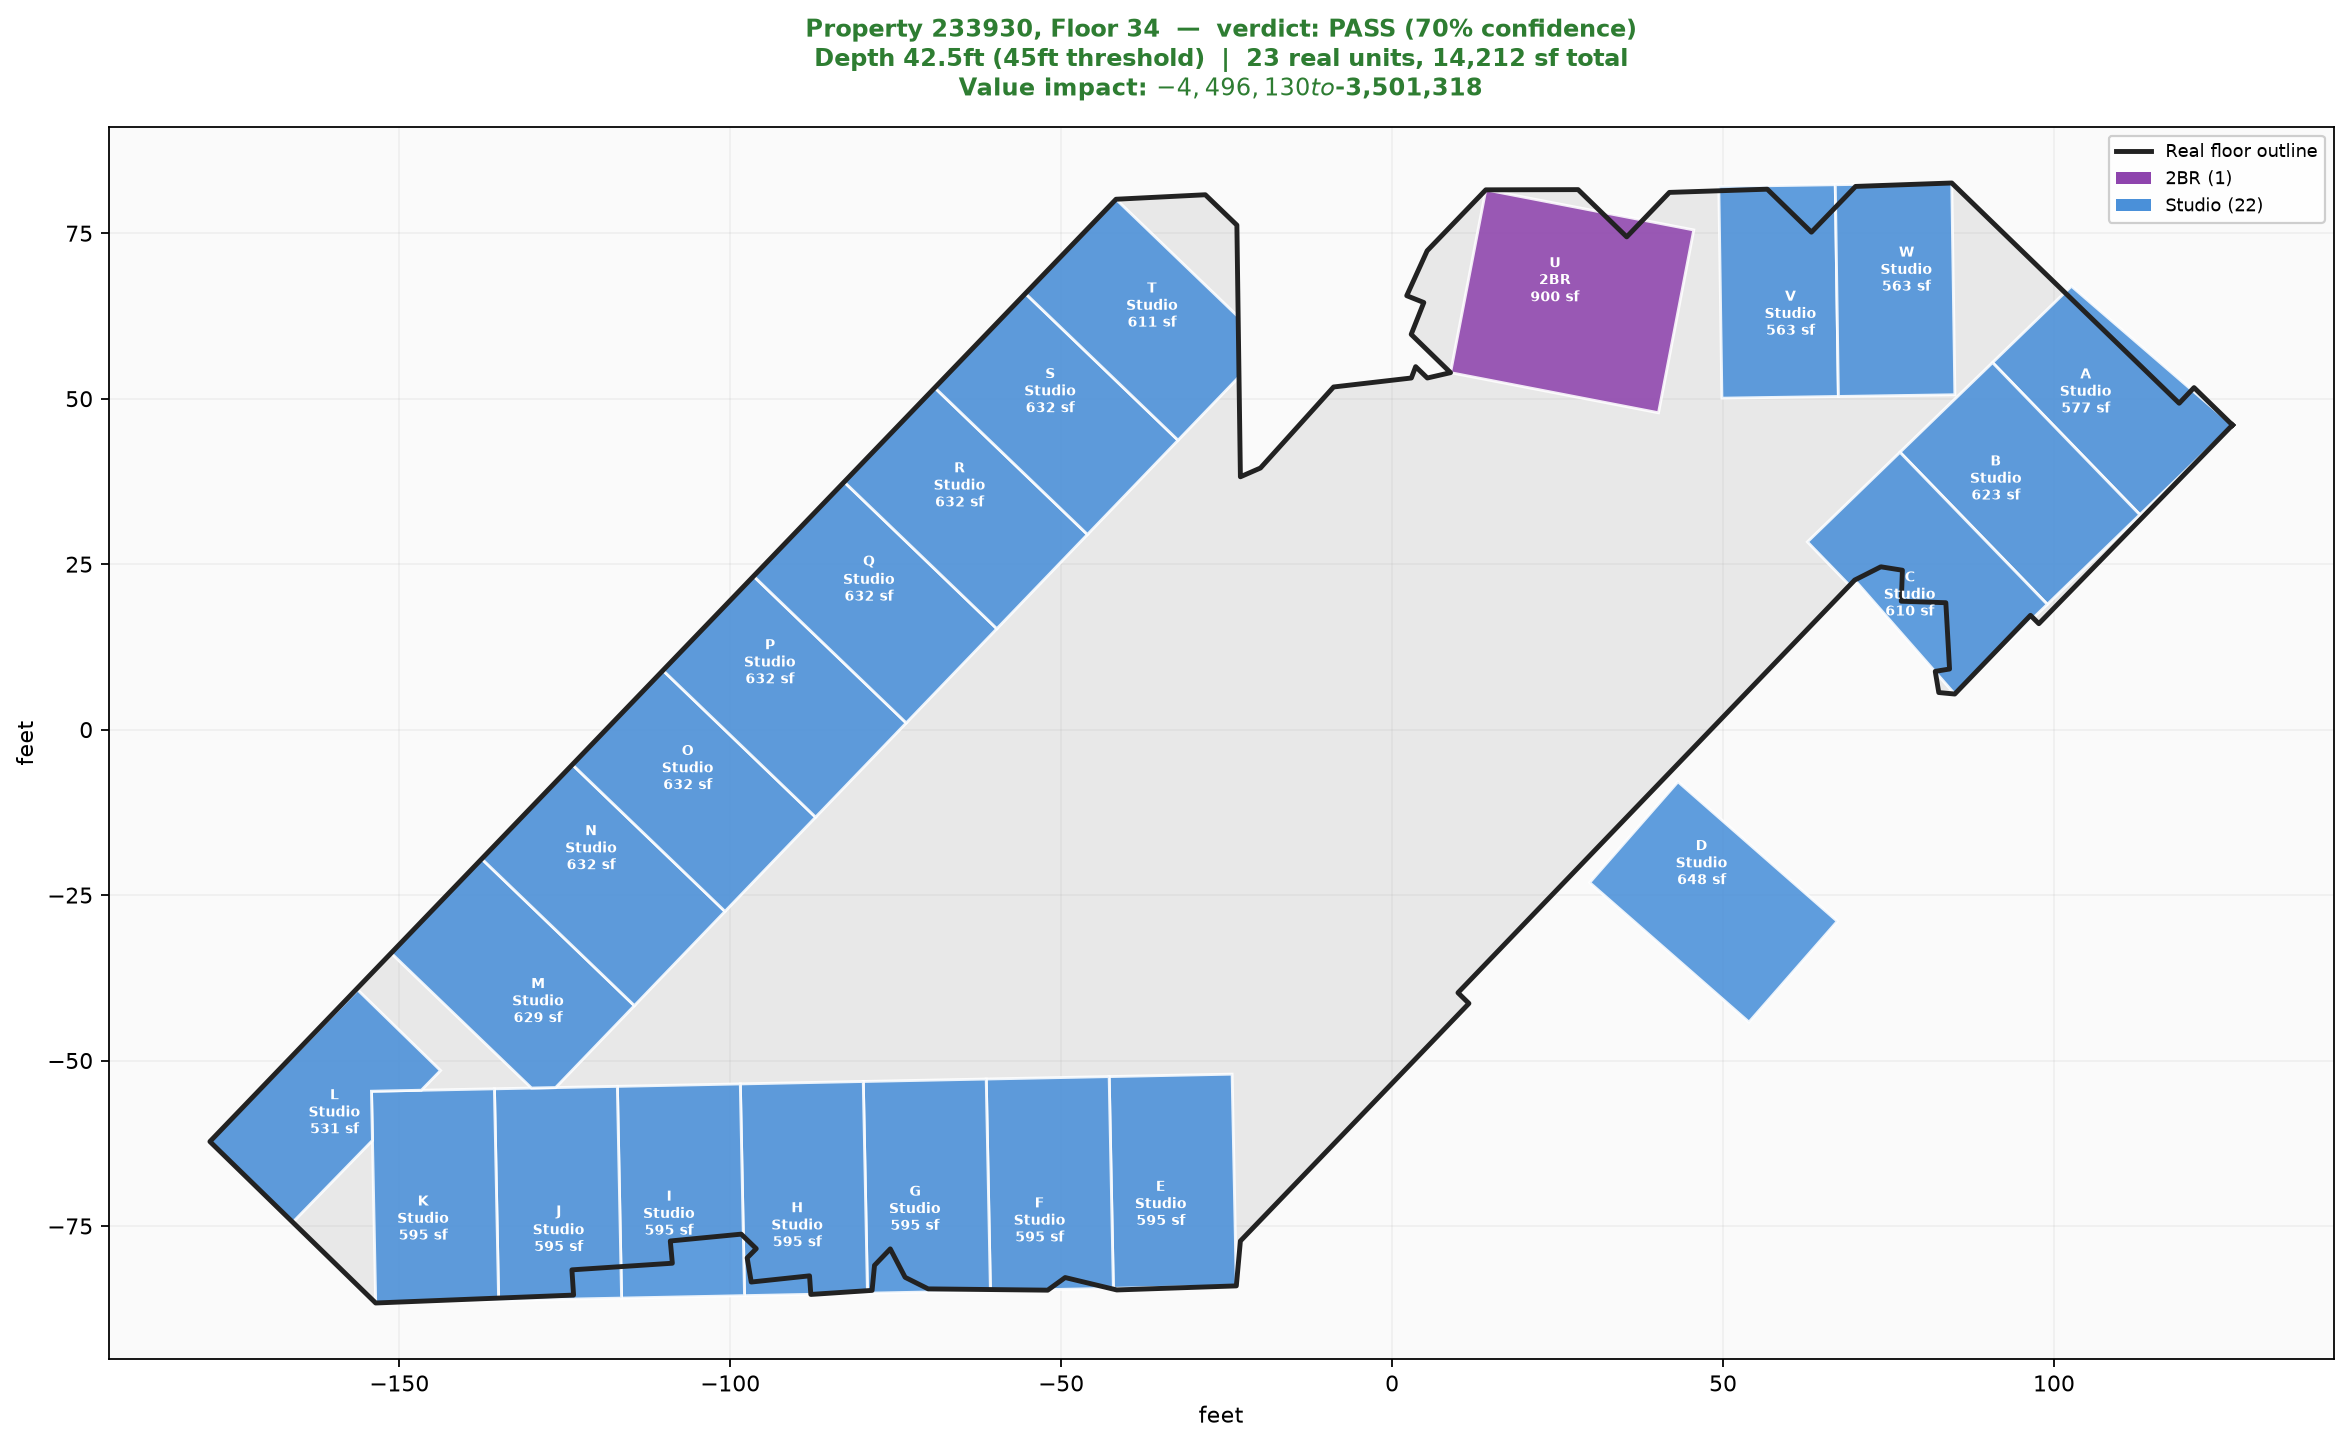 Property 233930, Floor 34 — verdict: PASS (70% confidence)
Depth 42.5ft (45ft threshold) | 23 real units, 14,212 sf total
Value impact: −4,496,130to-3,501,318
Real floor outline
2BR (1)
Studio (22)
75
50
25
0
−25
−50
−75
feet
T
Studio
611 sf
S
Studio
632 sf
R
Studio
632 sf
Q
Studio
632 sf
P
Studio
632 sf
O
Studio
632 sf
N
Studio
632 sf
M
Studio
629 sf
L
Studio
531 sf
K
Studio
595 sf
J
Studio
595 sf
I
Studio
595 sf
H
Studio
595 sf
G
Studio
595 sf
F
Studio
595 sf
E
Studio
595 sf
U
2BR
900 sf
V
Studio
563 sf
W
Studio
563 sf
A
Studio
577 sf
B
Studio
623 sf
C
Studio
610 sf
D
Studio
648 sf
−150
−100
−50
0
50
100
feet